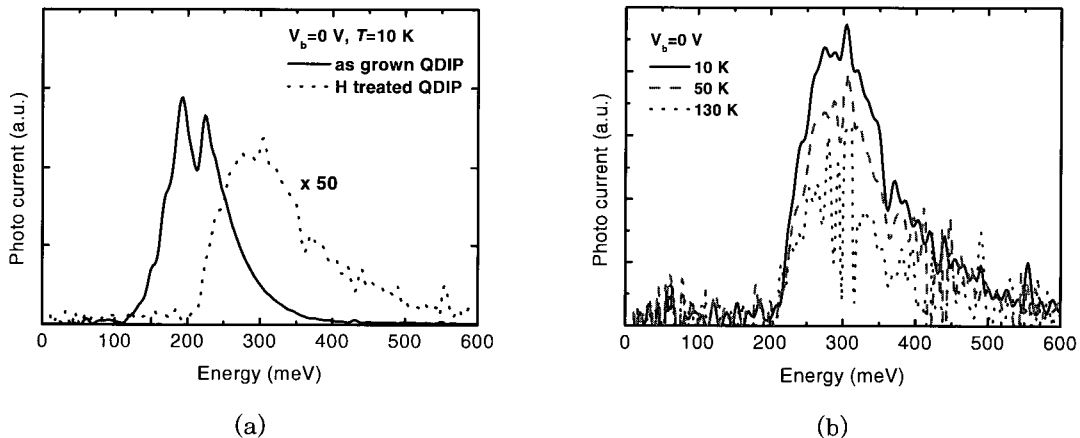 V_b=0 V, T=10 K
as grown QDIP
H treated QDIP
x 50
Photo current (a.u.)
0 100 200 300 400 500 600
Energy (meV)
(a)
V_b=0 V
10 K
50 K
130 K
Photo current (a.u.)
0 100 200 300 400 500 600
Energy (meV)
(b)